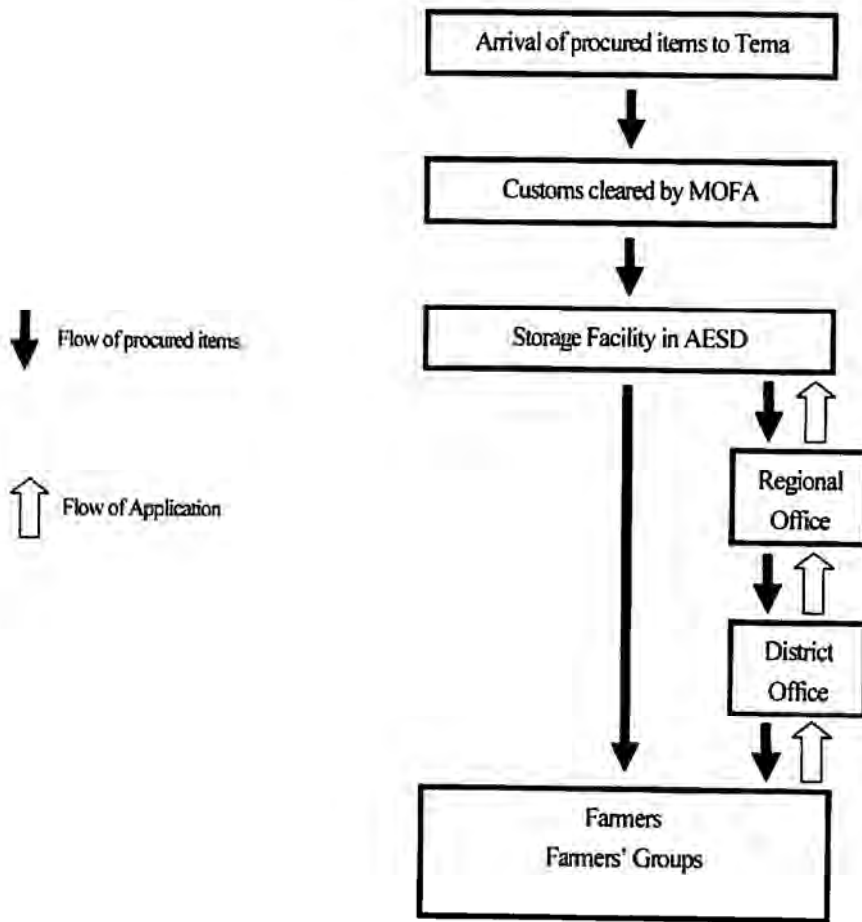 Arrival of procured items to Tema
Customs cleared by MOFA
Storage Facility in AESD
Flow of procured items
Flow of Application
Regional
Office
District
Office
Farmers
Farmers' Groups